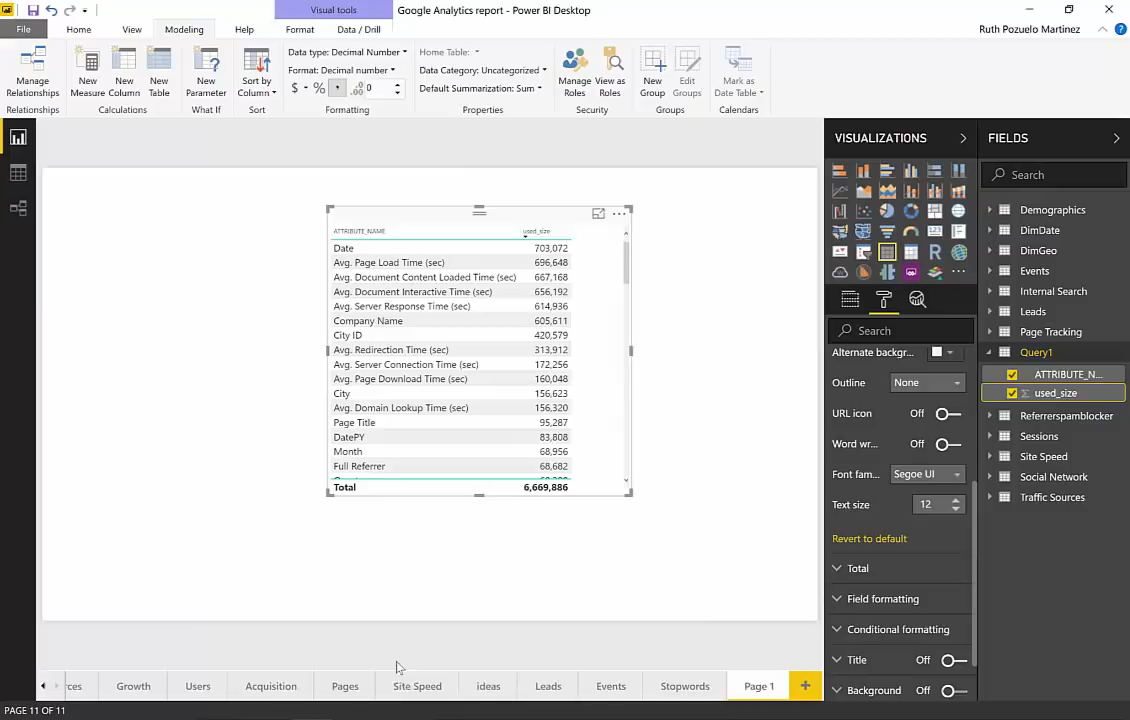 Visual tools
Google Analytics report - Power BI Desktop
File
Home
View
Modeling
Help
Format
Data / Drill
Ruth Pozuelo Martinez
Manage Relationships
New Measure
New Column
New Table
New Parameter
Sort by Column
Data type: Decimal Number
Format: Decimal number
$ % , .00 0
Home Table:
Data Category: Uncategorized
Default Summarization: Sum
Manage Roles
View as Roles
New Group
Edit Groups
Mark as Date Table
Relationships
Calculations
What If
Sort
Formatting
Properties
Security
Groups
Calendars
ATTRIBUTE_NAME used_size
Date 703,072
Avg. Page Load Time (sec) 696,648
Avg. Document Content Loaded Time (sec) 667,168
Avg. Document Interactive Time (sec) 656,192
Avg. Server Response Time (sec) 614,936
Company Name 605,611
City ID 420,579
Avg. Redirection Time (sec) 313,912
Avg. Server Connection Time (sec) 172,256
Avg. Page Download Time (sec) 160,048
City 156,623
Avg. Domain Lookup Time (sec) 156,320
Page Title 95,287
DatePY 83,808
Month 68,956
Full Referrer 68,682
Total 6,669,886
VISUALIZATIONS
R
Search
Alternate backgr...
Outline None
URL icon Off
Word wr... Off
Font fam... Segoe UI
Text size 12
Revert to default
Total
Field formatting
Conditional formatting
Title Off
Background Off
FIELDS
Search
Demographics
DimDate
DimGeo
Events
Internal Search
Leads
Page Tracking
Query1
ATTRIBUTE_N...
Σ used_size
Referrerspamblocker
Sessions
Site Speed
Social Network
Traffic Sources
rces
Growth
Users
Acquisition
Pages
Site Speed
ideas
Leads
Events
Stopwords
Page 1
PAGE 11 OF 11